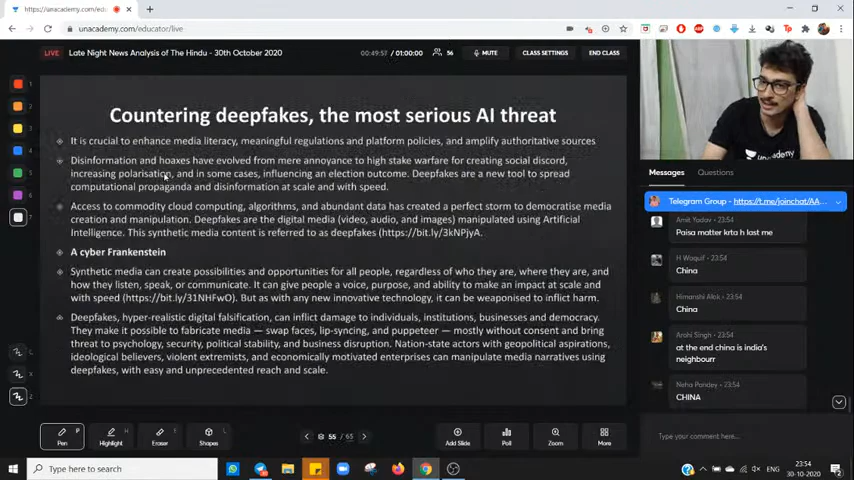 unacademy.com/educator/live
LIVE
Late Night News Analysis of The Hindu - 30th October 2020
00:49:57 / 01:00:00
56
MUTE
CLASS SETTINGS
END CLASS
Countering deepfakes, the most serious AI threat
It is crucial to enhance media literacy, meaningful regulations and platform policies, and amplify authoritative sources
Disinformation and hoaxes have evolved from mere annoyance to high stake warfare for creating social discord,
increasing polarisation, and in some cases, influencing an election outcome. Deepfakes are a new tool to spread
computational propaganda and disinformation at scale and with speed.
Access to commodity cloud computing, algorithms, and abundant data has created a perfect storm to democratise media
creation and manipulation. Deepfakes are the digital media (video, audio, and images) manipulated using Artificial
Intelligence. This synthetic media content is referred to as deepfakes (https://bit.ly/3kNPjyA.
A cyber Frankenstein
Synthetic media can create possibilities and opportunities for all people, regardless of who they are, where they are, and
how they listen, speak, or communicate. It can give people a voice, purpose, and ability to make an impact at scale and
with speed (https://bit.ly/31NHFwO). But as with any new innovative technology, it can be weaponised to inflict harm.
Deepfakes, hyper-realistic digital falsification, can inflict damage to individuals, institutions, businesses and democracy.
They make it possible to fabricate media — swap faces, lip-syncing, and puppeteer — mostly without consent and bring
threat to psychology, security, political stability, and business disruption. Nation-state actors with geopolitical aspirations,
ideological believers, violent extremists, and economically motivated enterprises can manipulate media narratives using
deepfakes, with easy and unprecedented reach and scale.
1
2
3
4
5
6
7
Pen
Highlight
Eraser
Shapes
55 / 63
Add Slide
Poll
Zoom
More
unacademy
Messages
Questions
Telegram Group - https://t.me/joinchat/AA...
Amit Yadav • 23:54
Paisa matter krta h last me
H Waquif • 23:54
China
Himanshi Alok • 23:54
China
Arohi Singh • 23:54
at the end china is india's
neighbourr
Neha Pandey • 23:54
CHINA
Type your comment here...
Type here to search
ENG
23:54
30-10-2020